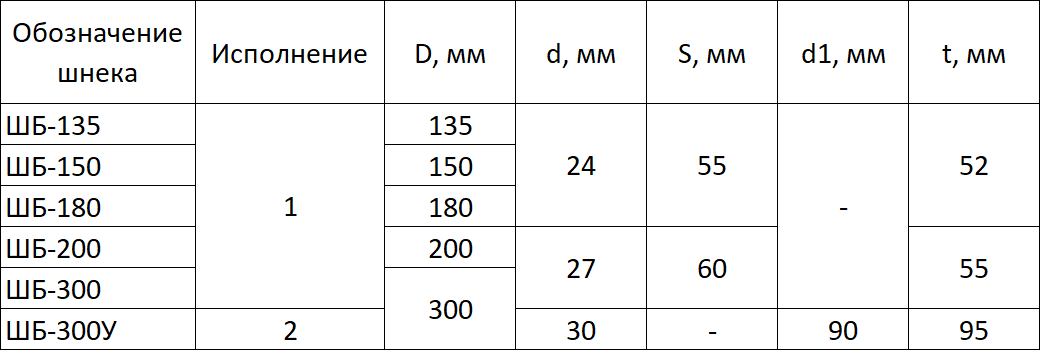 Обозначение шнека Исполнение D, мм d, мм S, мм d1, мм t, мм
ШБ-135 1 135 24 55 - 52
ШБ-150 150
ШБ-180 180
ШБ-200 200 27 60 55
ШБ-300 300
ШБ-300У 2 30 - 90 95